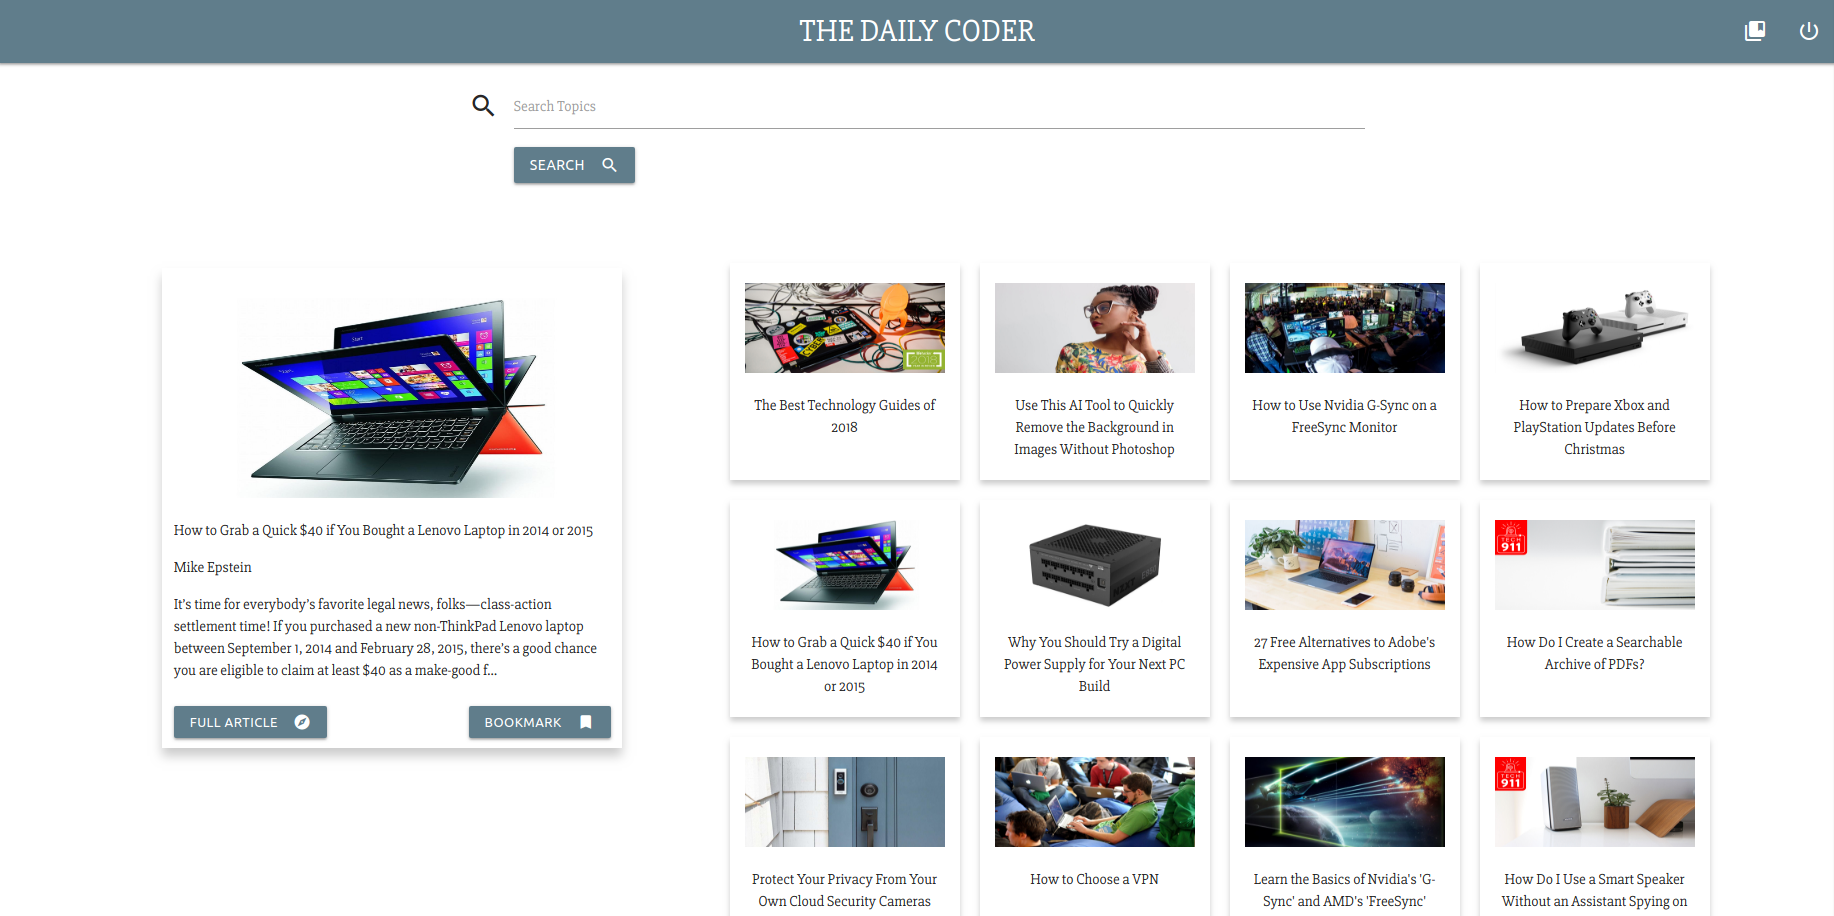 THE DAILY CODER
Search Topics
SEARCH
How to Grab a Quick $40 if You Bought a Lenovo Laptop in 2014 or 2015
Mike Epstein
It's time for everybody's favorite legal news, folks—class-action
settlement time! If you purchased a new non-ThinkPad Lenovo laptop
between September 1, 2014 and February 28, 2015, there's a good chance
you are eligible to claim at least $40 as a make-good f...
FULL ARTICLE
BOOKMARK
2018
The Best Technology Guides of
2018
Use This AI Tool to Quickly
Remove the Background in
Images Without Photoshop
How to Use Nvidia G-Sync on a
FreeSync Monitor
How to Prepare Xbox and
PlayStation Updates Before
Christmas
How to Grab a Quick $40 if You
Bought a Lenovo Laptop in 2014
or 2015
Why You Should Try a Digital
Power Supply for Your Next PC
Build
27 Free Alternatives to Adobe's
Expensive App Subscriptions
TECH
911
How Do I Create a Searchable
Archive of PDFs?
Protect Your Privacy From Your
Own Cloud Security Cameras
How to Choose a VPN
Learn the Basics of Nvidia's 'G-
Sync' and AMD's 'FreeSync'
TECH
911
How Do I Use a Smart Speaker
Without an Assistant Spying on